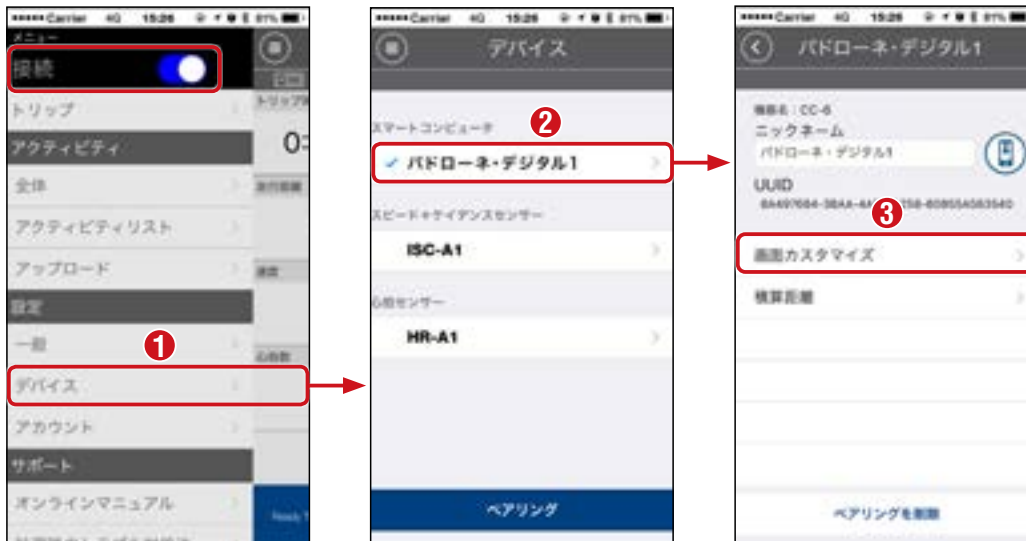 Carrier 4G 15:26
メニュー
接続
トリップ
アクティビティ
全体
アクティビティリスト
アップロード
設定
一般
1
デバイス
アカウント
サポート
オンラインマニュアル
0:
走行距離
速度
心拍数
Carrier 4G 15:26
デバイス
スマートコンピュータ
2
パドローネ・デジタル1
スピード+ケイデンスセンサー
ISC-A1
心拍センサー
HR-A1
ペアリング
Carrier 4G 15:26
パドローネ・デジタル1
機器名：CC-6
ニックネーム
パドローネ・デジタル1
UUID
3
画面カスタマイズ
積算距離
ペアリングを削除